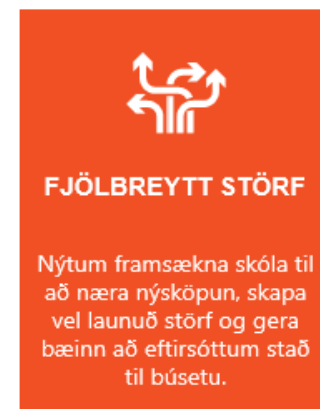 FJÖLBREYTT STÖRF
Nýtum framsækna skóla til
að næra nýsköpun, skapa
vel launuð störf og gera
bæinn að eftirsóttum stað
til búsetu.